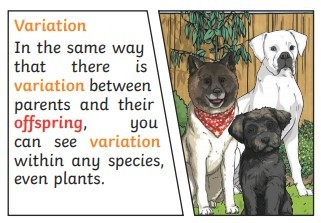 Variation
In the same way
that there is
variation between
parents and their
offspring, you
can see variation
within any species,
even plants.